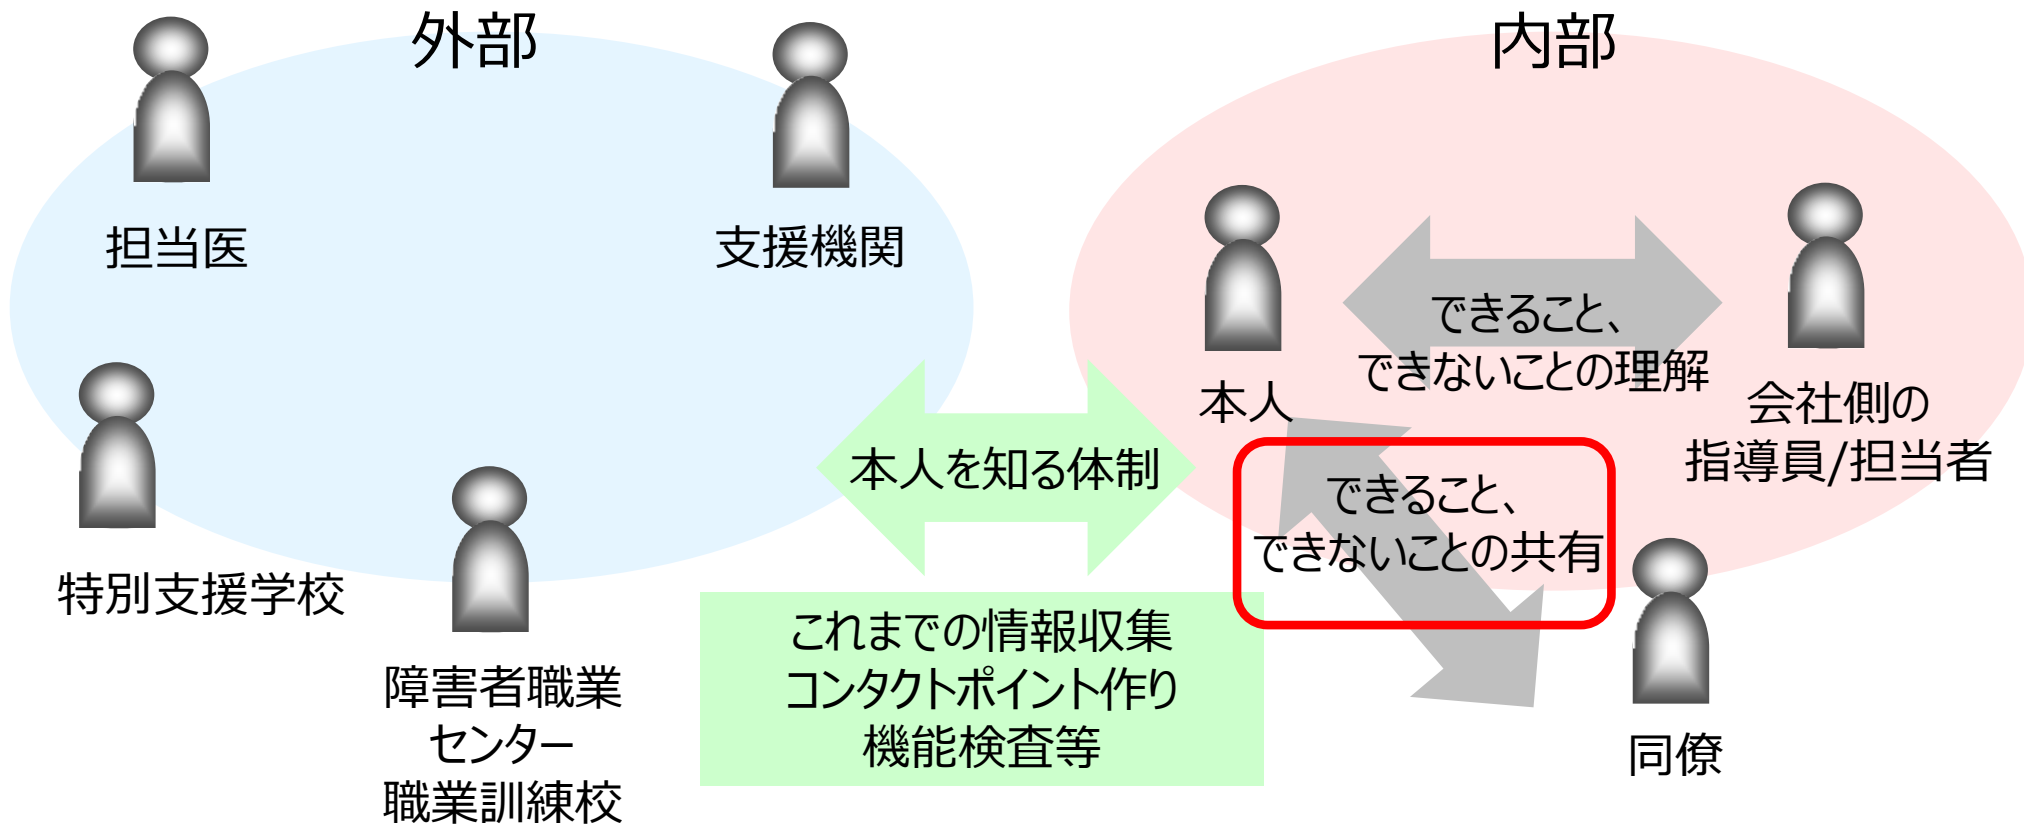 外部
内部
担当医
支援機関
できること、
できないことの理解
本人
会社側の
指導員/担当者
本人を知る体制
できること、
できないことの共有
特別支援学校
これまでの情報収集
コンタクトポイント作り
機能検査等
障害者職業
センター
職業訓練校
同僚